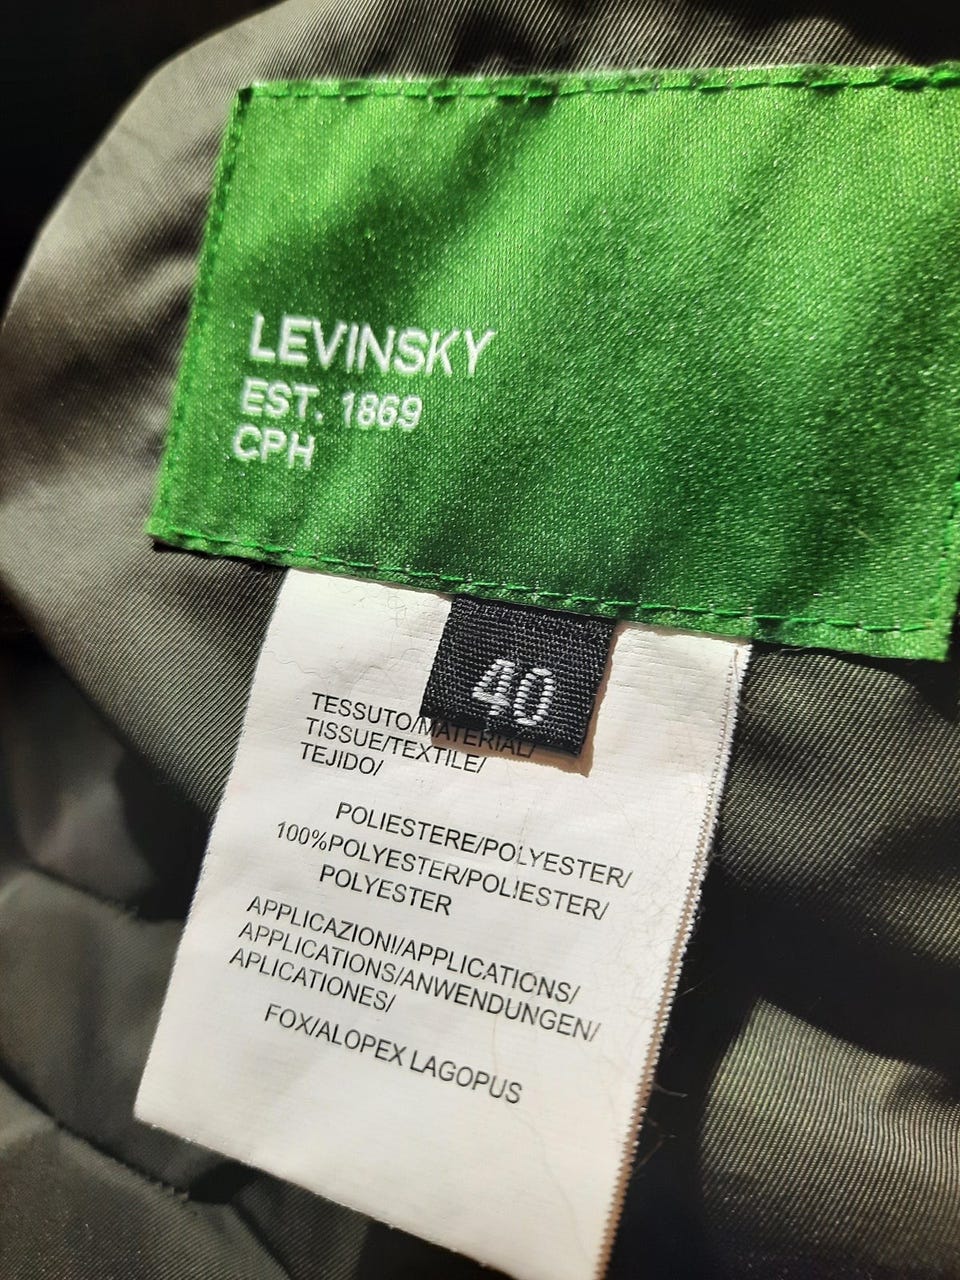 LEVINSKY
EST. 1869
CPH
40
TESSUTO/MATERIAL/
TISSUE/TEXTILE/
TEJIDO/
POLIESTERE/POLYESTER/
100%POLYESTER/POLIESTER/
POLYESTER
APPLICAZIONI/APPLICATIONS/
APPLICATIONS/ANWENDUNGEN/
APLICATIONES/
FOX/ALOPEX LAGOPUS